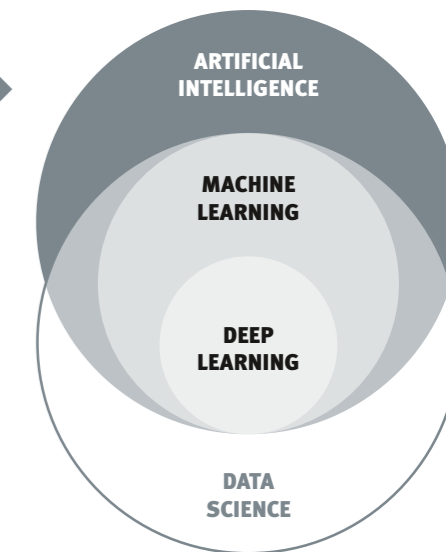 ARTIFICIAL
INTELLIGENCE
MACHINE
LEARNING
DEEP
LEARNING
DATA
SCIENCE